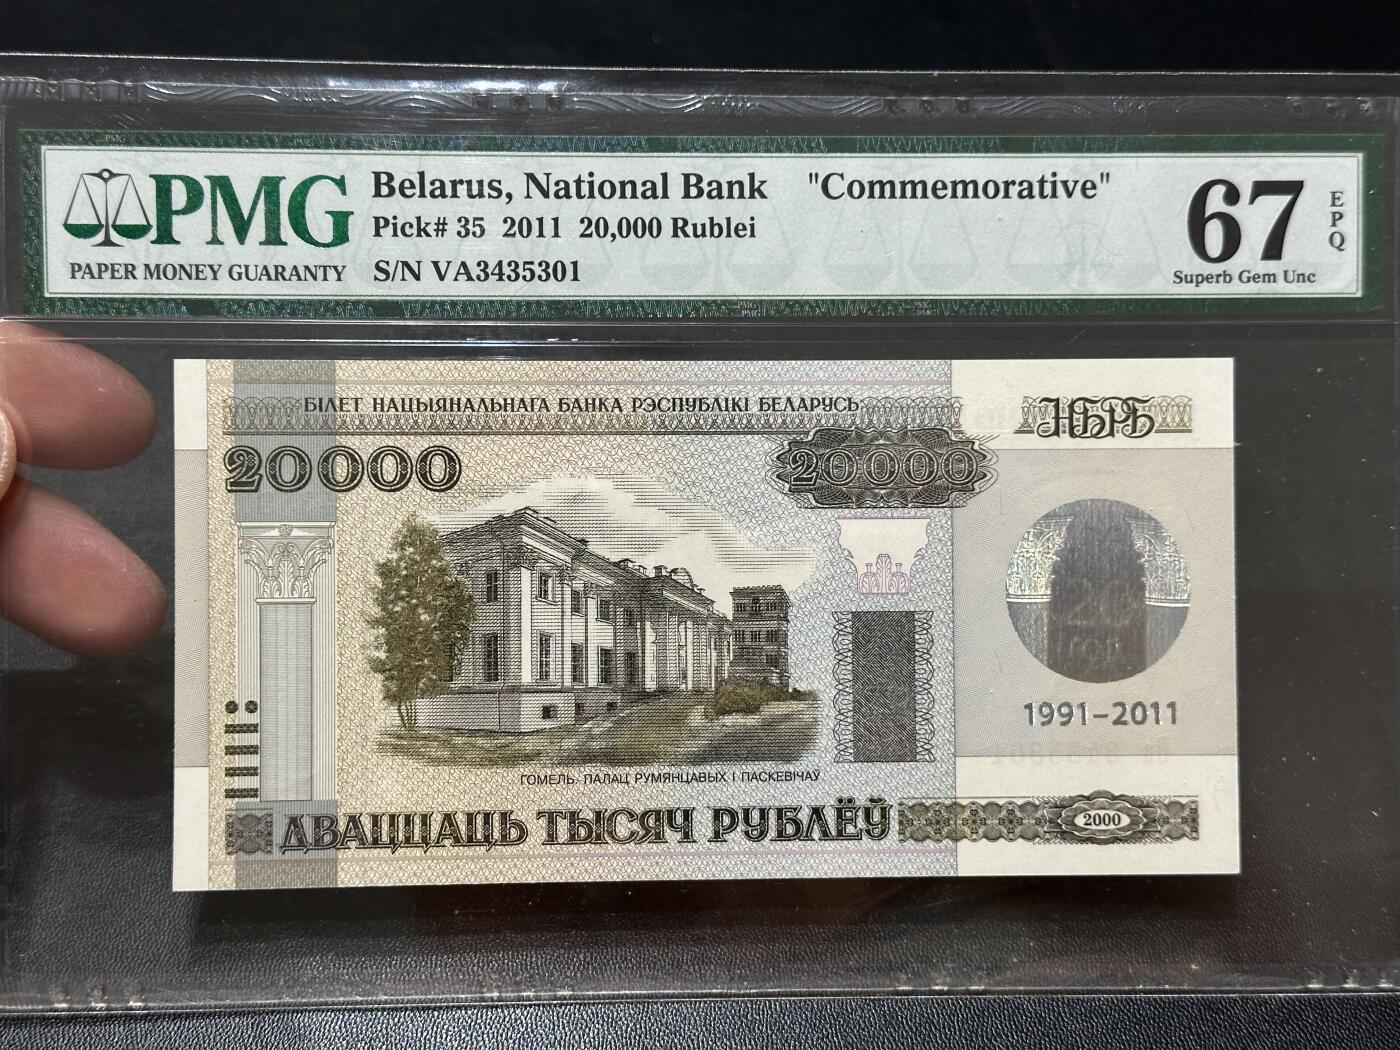 PMG
PAPER MONEY GUARANTY
Belarus, National Bank "Commemorative"
Pick# 35 2011 20,000 Rublei
S/N VA3435301
67
EPQ
Superb Gem Unc
БІЛЕТ НАЦЫЯНАЛЬНАГА БАНКА РЭСПУБЛІКІ БЕЛАРУСЬ
НБРБ
20000
20000
1991–2011
ГОМЕЛЬ. ПАЛАЦ РУМЯНЦАВЫХ І ПАСКЕВІЧАЎ
ДВАЦЦАЦЬ ТЫСЯЧ РУБЛЁЎ
2000